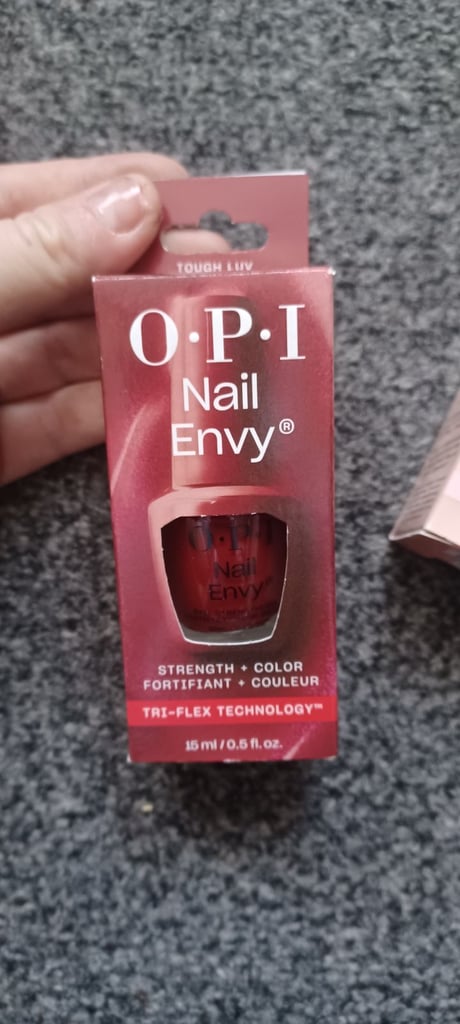 TOUGH LUV
O·P·I
Nail
Envy®
O·P·I
Nail
Envy
STRENGTH + COLOR
FORTIFIANT + COULEUR
TRI-FLEX TECHNOLOGY™
15 ml / 0.5 fl. oz.